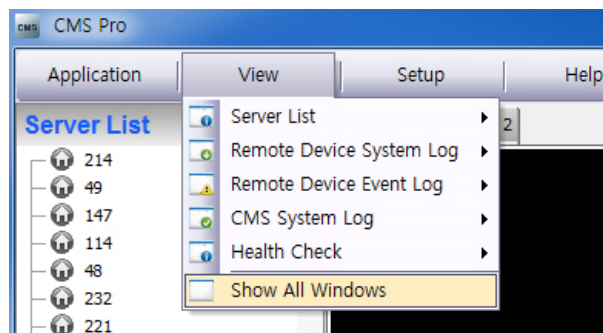 CMS CMS Pro
Application View Setup Help
Server List
2
Server List
Remote Device System Log
Remote Device Event Log
CMS System Log
Health Check
Show All Windows
214
49
147
114
48
232
221